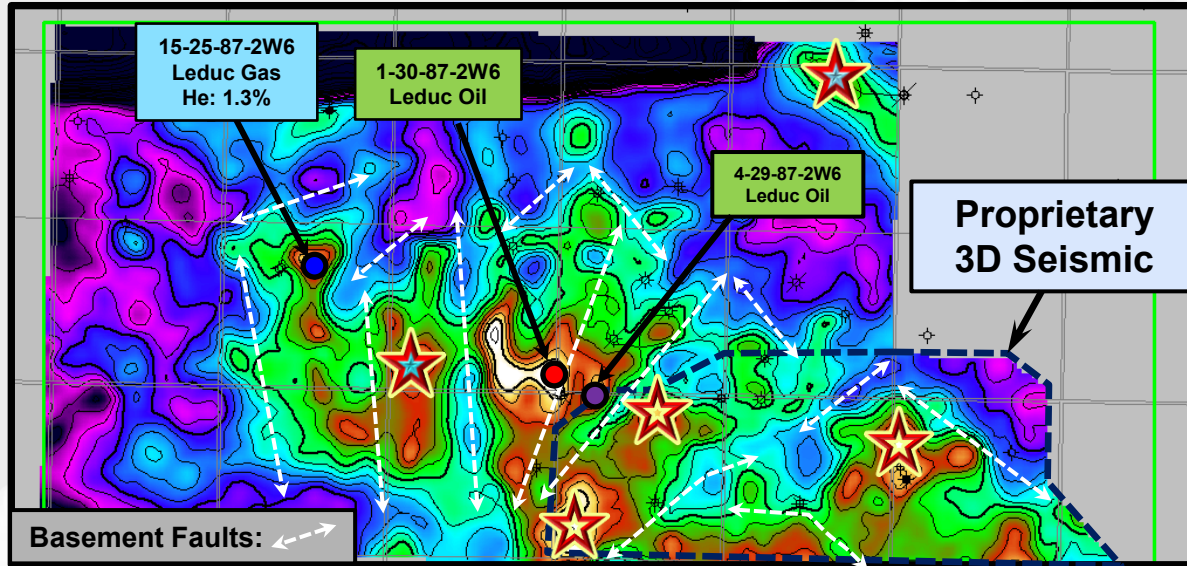 15-25-87-2W6
Leduc Gas
He: 1.3%
1-30-87-2W6
Leduc Oil
4-29-87-2W6
Leduc Oil
Proprietary
3D Seismic
Basement Faults: